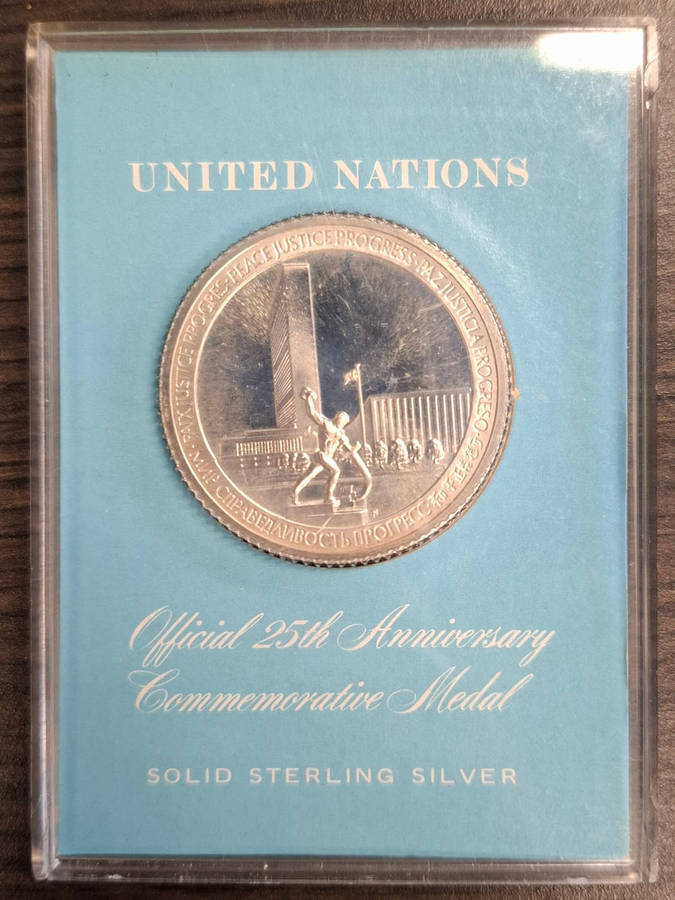 UNITED NATIONS
PEACE JUSTICE PROGRESS · PAZ JUSTICIA PROGRESO ·
МИР СПРАВЕДЛИВОСТЬ ПРОГРЕСС
· PAIX JUSTICE PROGRES ·
Official 25th Anniversary
Commemorative Medal
SOLID STERLING SILVER